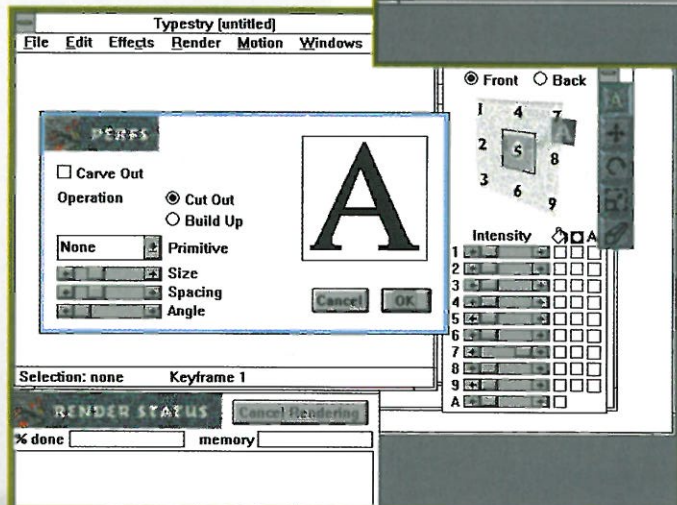 Typestry [untitled]
File Edit Effects Render Motion Windows
Front Back
1 4 7 A
2 5 8
3 6 9
A
PERFS
Carve Out
Operation Cut Out
Build Up
None Primitive
Size
Spacing
Angle
A
Cancel OK
Intensity A
1
2
3
4
5
6
7
8
9
A
Selection: none Keyframe 1
RENDER STATUS Cancel Rendering
% done memory